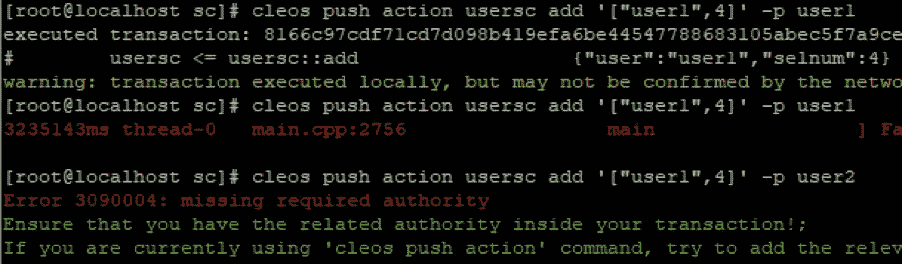 [root@localhost sc]# cleos push action usersc add '["user1",4]' -p user1
executed transaction: 8166c97cdf71cd7d098b419efa6be44547788683105abec5f7a9ce
# usersc <= usersc::add {"user":"user1","selnum":4}
warning: transaction executed locally, but may not be confirmed by the netwo
[root@localhost sc]# cleos push action usersc add '["user1",4]' -p user1
3235143ms thread-0 main.cpp:2756 main ] Fa
[root@localhost sc]# cleos push action usersc add '["user1",4]' -p user2
Error 3090004: missing required authority
Ensure that you have the related authority inside your transaction!;
If you are currently using 'cleos push action' command, try to add the relev